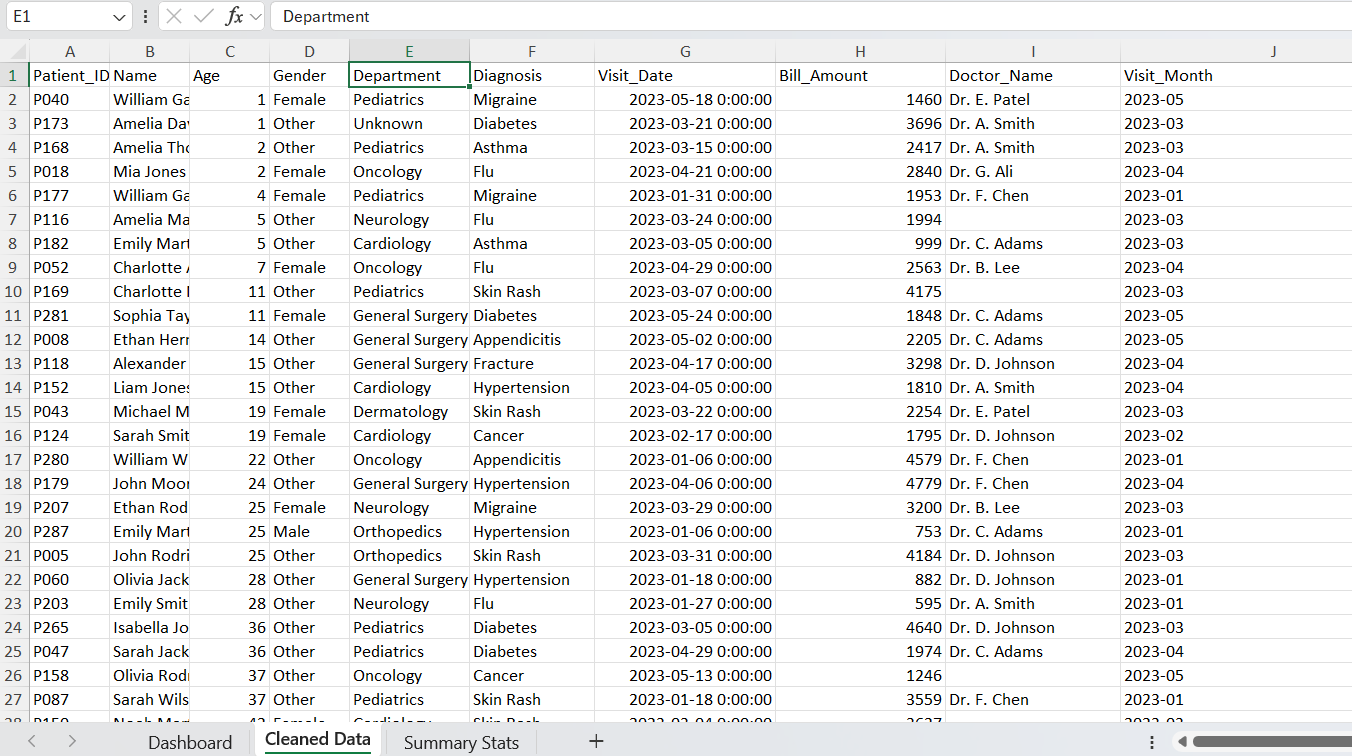 E1 fx Department
A B C D E F G H I J
1 Patient_ID Name Age Gender Department Diagnosis Visit_Date Bill_Amount Doctor_Name Visit_Month
2 P040 William Ga 1 Female Pediatrics Migraine 2023-05-18 0:00:00 1460 Dr. E. Patel 2023-05
3 P173 Amelia Da 1 Other Unknown Diabetes 2023-03-21 0:00:00 3696 Dr. A. Smith 2023-03
4 P168 Amelia Tho 2 Other Pediatrics Asthma 2023-03-15 0:00:00 2417 Dr. A. Smith 2023-03
5 P018 Mia Jones 2 Female Oncology Flu 2023-04-21 0:00:00 2840 Dr. G. Ali 2023-04
6 P177 William Ga 4 Female Pediatrics Migraine 2023-01-31 0:00:00 1953 Dr. F. Chen 2023-01
7 P116 Amelia Ma 5 Other Neurology Flu 2023-03-24 0:00:00 1994 2023-03
8 P182 Emily Mart 5 Other Cardiology Asthma 2023-03-05 0:00:00 999 Dr. C. Adams 2023-03
9 P052 Charlotte 7 Female Oncology Flu 2023-04-29 0:00:00 2563 Dr. B. Lee 2023-04
10 P169 Charlotte 11 Other Pediatrics Skin Rash 2023-03-07 0:00:00 4175 2023-03
11 P281 Sophia Tay 11 Female General Surgery Diabetes 2023-05-24 0:00:00 1848 Dr. C. Adams 2023-05
12 P008 Ethan Herr 14 Other General Surgery Appendicitis 2023-05-02 0:00:00 2205 Dr. C. Adams 2023-05
13 P118 Alexander 15 Other General Surgery Fracture 2023-04-17 0:00:00 3298 Dr. D. Johnson 2023-04
14 P152 Liam Jones 15 Other Cardiology Hypertension 2023-04-05 0:00:00 1810 Dr. A. Smith 2023-04
15 P043 Michael M 19 Female Dermatology Skin Rash 2023-03-22 0:00:00 2254 Dr. E. Patel 2023-03
16 P124 Sarah Smit 19 Female Cardiology Cancer 2023-02-17 0:00:00 1795 Dr. D. Johnson 2023-02
17 P280 William W 22 Other Oncology Appendicitis 2023-01-06 0:00:00 4579 Dr. F. Chen 2023-01
18 P179 John Moor 24 Other General Surgery Hypertension 2023-04-06 0:00:00 4779 Dr. F. Chen 2023-04
19 P207 Ethan Rod 25 Female Neurology Migraine 2023-03-29 0:00:00 3200 Dr. B. Lee 2023-03
20 P287 Emily Mart 25 Male Orthopedics Hypertension 2023-01-06 0:00:00 753 Dr. C. Adams 2023-01
21 P005 John Rodri 25 Other Orthopedics Skin Rash 2023-03-31 0:00:00 4184 Dr. D. Johnson 2023-03
22 P060 Olivia Jack 28 Other General Surgery Hypertension 2023-01-18 0:00:00 882 Dr. D. Johnson 2023-01
23 P203 Emily Smit 28 Other Neurology Flu 2023-01-27 0:00:00 595 Dr. A. Smith 2023-01
24 P265 Isabella Jo 36 Other Pediatrics Diabetes 2023-03-05 0:00:00 4640 Dr. D. Johnson 2023-03
25 P047 Sarah Jack 36 Other Pediatrics Diabetes 2023-04-29 0:00:00 1974 Dr. C. Adams 2023-04
26 P158 Olivia Rodr 37 Other Oncology Cancer 2023-05-13 0:00:00 1246 2023-05
27 P087 Sarah Wils 37 Other Pediatrics Skin Rash 2023-01-18 0:00:00 3559 Dr. F. Chen 2023-01
Dashboard Cleaned Data Summary Stats